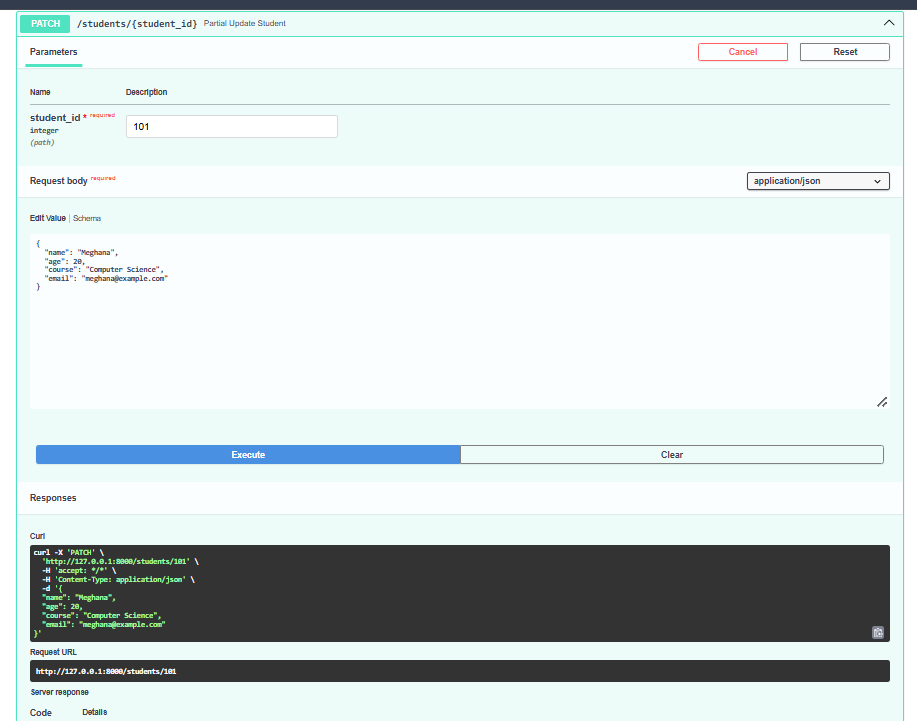 PATCH /students/{student_id} Partial Update Student
Parameters Cancel Reset
Name Description
student_id * required 101
integer
(path)
Request body required application/json
Edit Value | Schema
{
  "name": "Meghana",
  "age": 20,
  "course": "Computer Science",
  "email": "meghana@example.com"
}
Execute Clear
Responses
Curl
curl -X 'PATCH' \
  'http://127.0.0.1:8000/students/101' \
  -H 'accept: */*' \
  -H 'Content-Type: application/json' \
  -d '{
  "name": "Meghana",
  "age": 20,
  "course": "Computer Science",
  "email": "meghana@example.com"
}'
Request URL
http://127.0.0.1:8000/students/101
Server response
Code Details